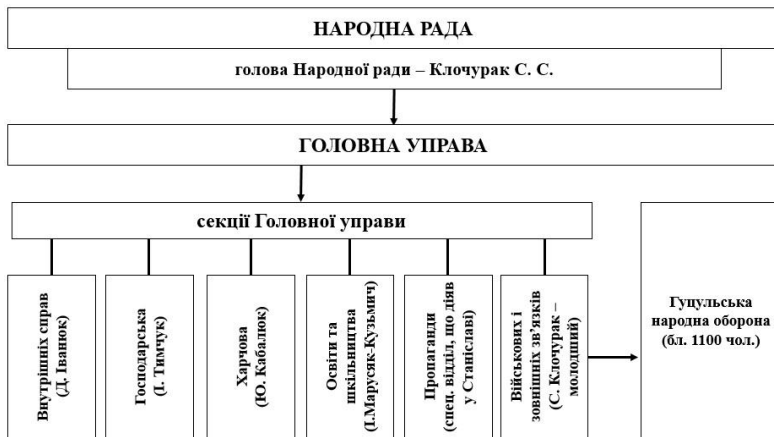 НАРОДНА РАДА
голова Народної ради – Клочурак С. С.
ГОЛОВНА УПРАВА
секції Головної управи
Внутрішніх справ
(Д. Іванюк)
Господарська
(І. Тимчук)
Харчова
(Ю. Кабалюк)
Освіти та
шкільництва
(І.Марусяк-Кузьмич)
Пропаганди
(спец. відділ, що діяв
у Станіславі)
Військових і
зовнішніх зв’язків
(С. Клочурак –
молодший)
Гуцульська
народна оборона
(бл. 1100 чол.)